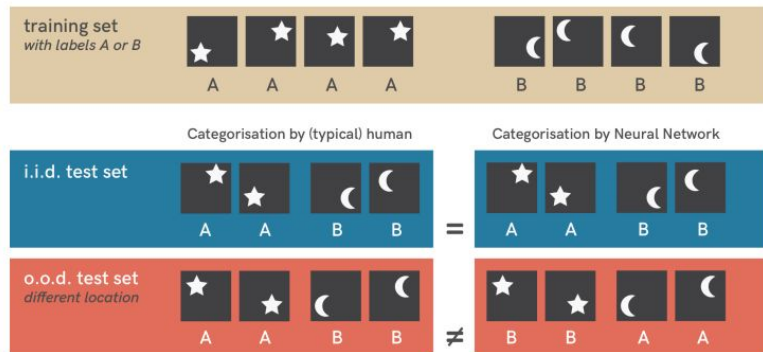 training set
with labels A or B
A A A A B B B B
Categorisation by (typical) human Categorisation by Neural Network
i.i.d. test set
A A B B = A A B B
o.o.d. test set
different location
A A B B ≠ B B A A